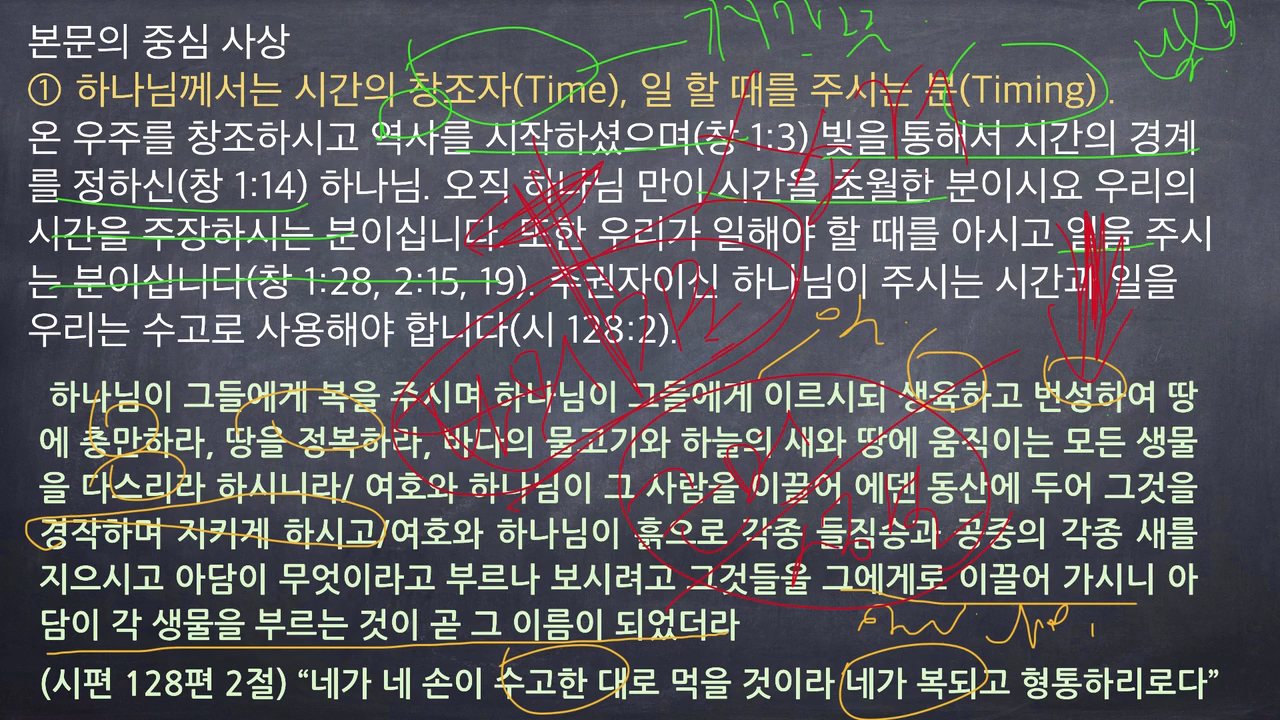 본문의 중심 사상
① 하나님께서는 시간의 창조자(Time), 일 할 때를 주시는 분(Timing) .
온 우주를 창조하시고 역사를 시작하셨으며(창 1:3) 빛을 통해서 시간의 경계
를 정하신(창 1:14) 하나님. 오직 하나님 만이 시간을 초월한 분이시요 우리의
시간을 주장하시는 분이십니다. 또한 우리가 일해야 할 때를 아시고 일을 주시
는 분이십니다(창 1:28, 2:15, 19). 주권자이신 하나님이 주시는 시간과 일을
우리는 수고로 사용해야 합니다(시 128:2).
하나님이 그들에게 복을 주시며 하나님이 그들에게 이르시되 생육하고 번성하여 땅
에 충만하라, 땅을 정복하라, 바다의 물고기와 하늘의 새와 땅에 움직이는 모든 생물
을 다스리라 하시니라/ 여호와 하나님이 그 사람을 이끌어 에덴 동산에 두어 그것을
경작하며 지키게 하시고/여호와 하나님이 흙으로 각종 들짐승과 공중의 각종 새를
지으시고 아담이 무엇이라고 부르나 보시려고 그것들을 그에게로 이끌어 가시니 아
담이 각 생물을 부르는 것이 곧 그 이름이 되었더라
(시편 128편 2절) “네가 네 손이 수고한 대로 먹을 것이라 네가 복되고 형통하리로다”